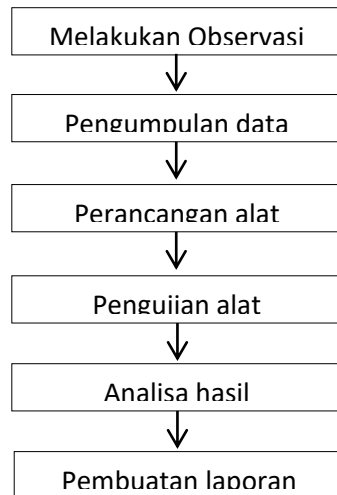 Melakukan Observasi
Pengumpulan data
Perancangan alat
Pengujian alat
Analisa hasil
Pembuatan laporan